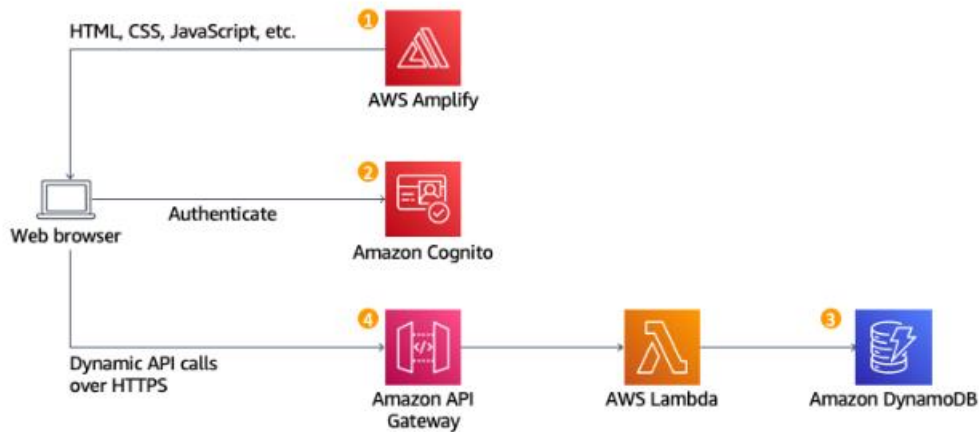 HTML, CSS, JavaScript, etc.
1
AWS Amplify
2
Authenticate
Web browser
Amazon Cognito
4
3
</>
Dynamic API calls
over HTTPS
Amazon API
Gateway
AWS Lambda
Amazon DynamoDB